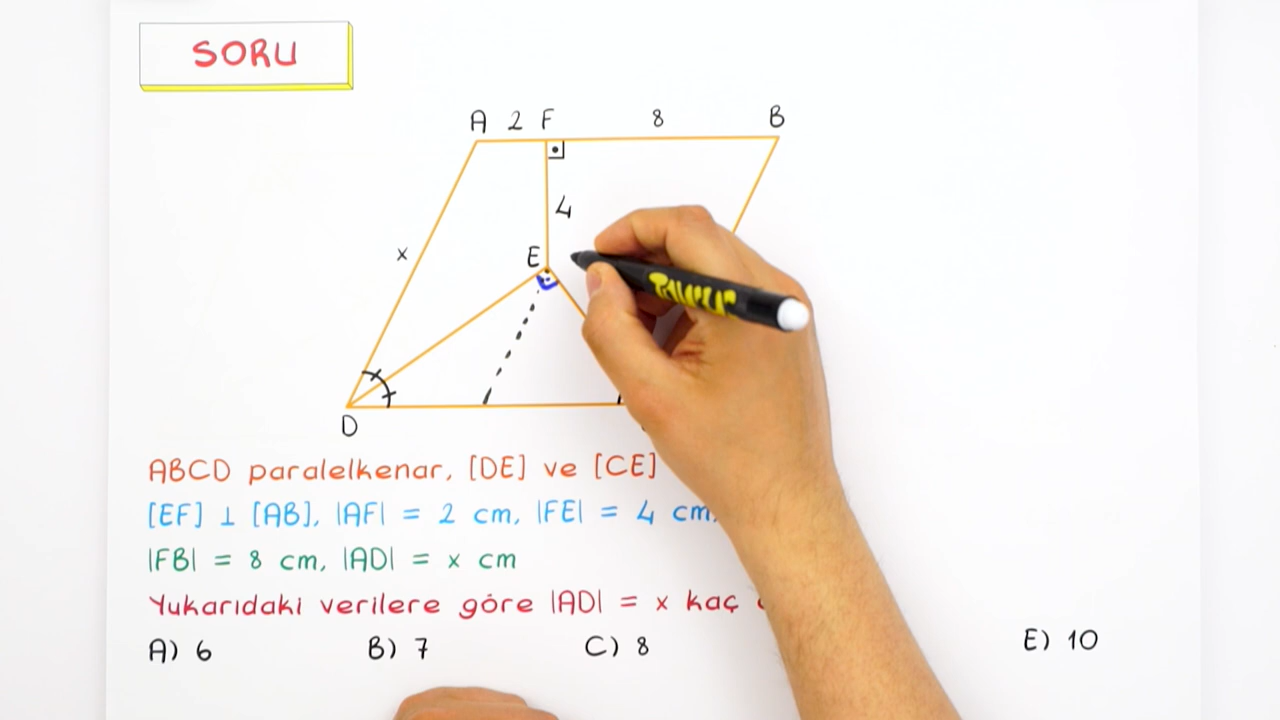 SORU
A 2 F 8 B
4
E
x
D
ABCD paralelkenar, [DE] ve [CE]
[EF] ⊥ [AB], |AF| = 2 cm, |FE| = 4 cm,
|FB| = 8 cm, |AD| = x cm
Yukarıdaki verilere göre |AD| = x kaç
A) 6 B) 7 C) 8 E) 10